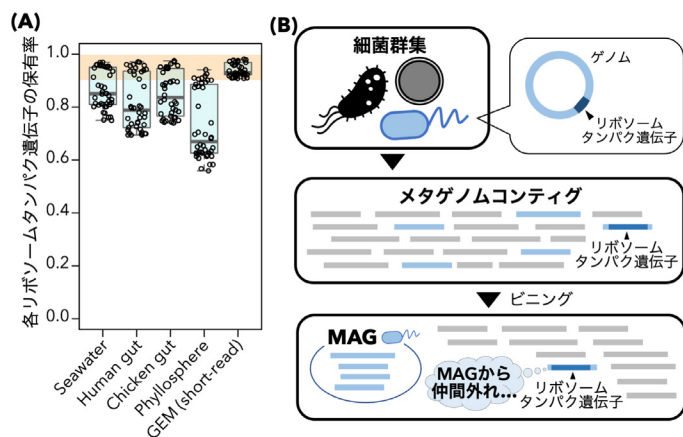 (A)
各リボソームタンパク遺伝子の保有率
1.0
0.8
0.6
0.4
0.2
0.0
Seawater
Human gut
Chicken gut
Phyllosphere
GEM (short-read)
(B)
細菌群集
ゲノム
リボソーム
タンパク遺伝子
メタゲノムコンティグ
リボソーム
タンパク遺伝子
ビニング
MAG
MAGから
仲間外れ...
リボソーム
タンパク遺伝子